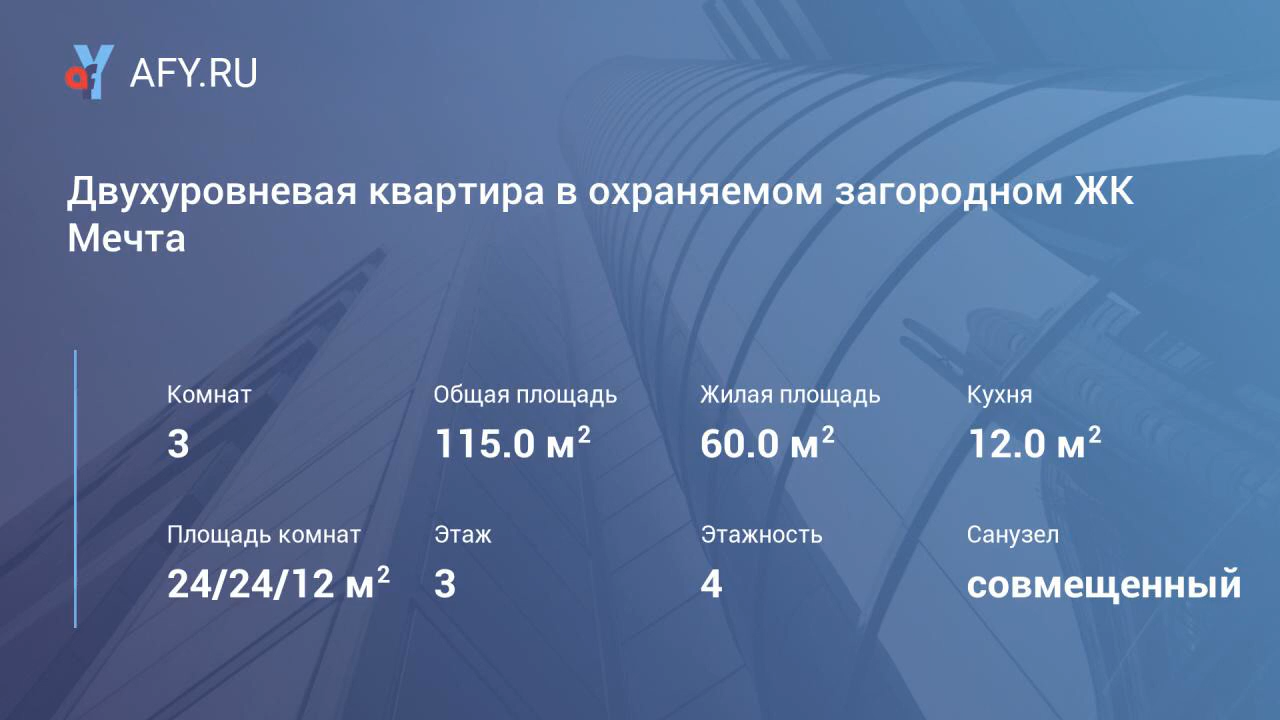 AFY.RU
Двухуровневая квартира в охраняемом загородном ЖК
Мечта
Комнат
Общая площадь
Жилая площадь
Кухня
3
115.0 м²
60.0 м²
12.0 м²
Площадь комнат
Этаж
Этажность
Санузел
24/24/12 м²
3
4
совмещенный